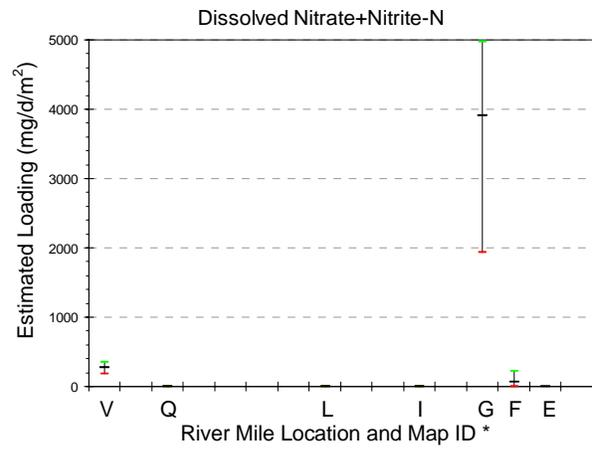 Dissolved Nitrate+Nitrite-N
Estimated Loading (mg/d/m²)
5000
4000
3000
2000
1000
0
V Q L I G F E
River Mile Location and Map ID *